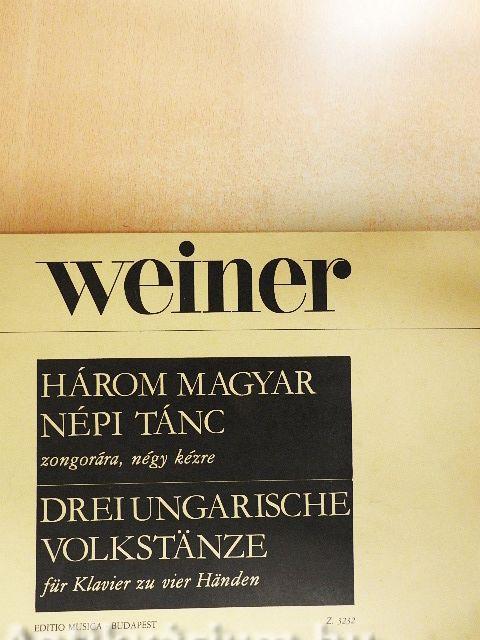 weiner
HÁROM MAGYAR
NÉPI TÁNC
zongorára, négy kézre
DREI UNGARISCHE
VOLKSTÄNZE
für Klavier zu vier Händen
EDITIO MUSICA BUDAPEST Z. 3232